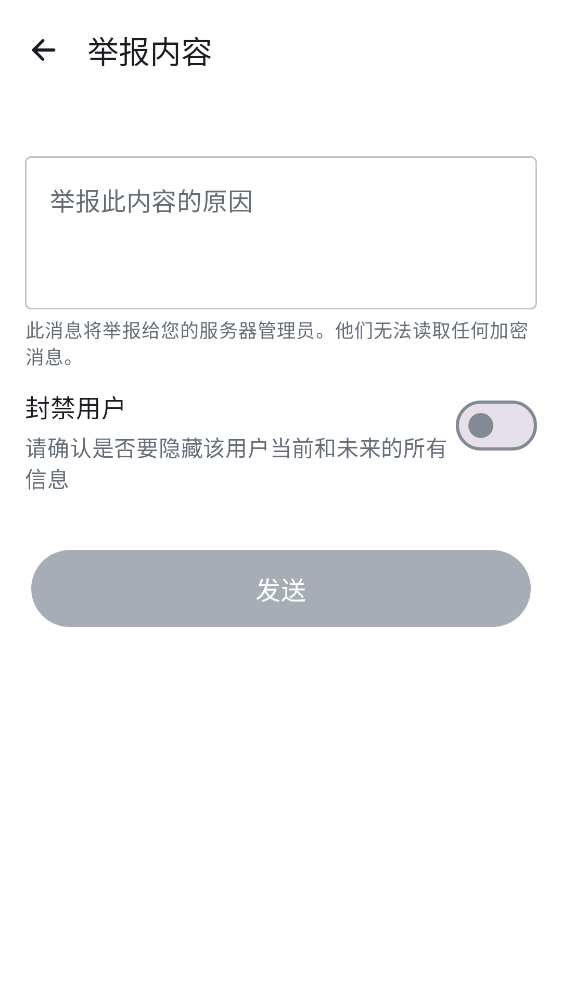 举报内容
举报此内容的原因
此消息将举报给您的服务器管理员。他们无法读取任何加密
消息。
封禁用户
请确认是否要隐藏该用户当前和未来的所有
信息
发送